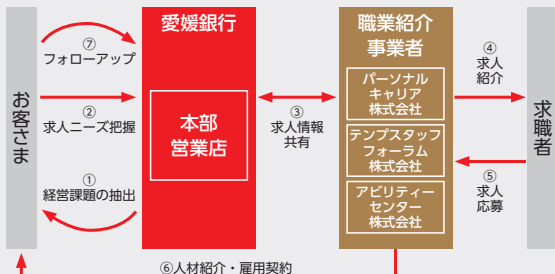 お客さま
⑦
フォローアップ
②
求人ニーズ把握
①
経営課題の抽出
愛媛銀行
本部
営業店
③
求人情報
共有
職業紹介
事業者
パーソナル
キャリア
株式会社
テンプスタッフ
フォーラム
株式会社
アビリティー
センター
株式会社
④
求人
紹介
⑤
求人
応募
求職者
⑥人材紹介・雇用契約